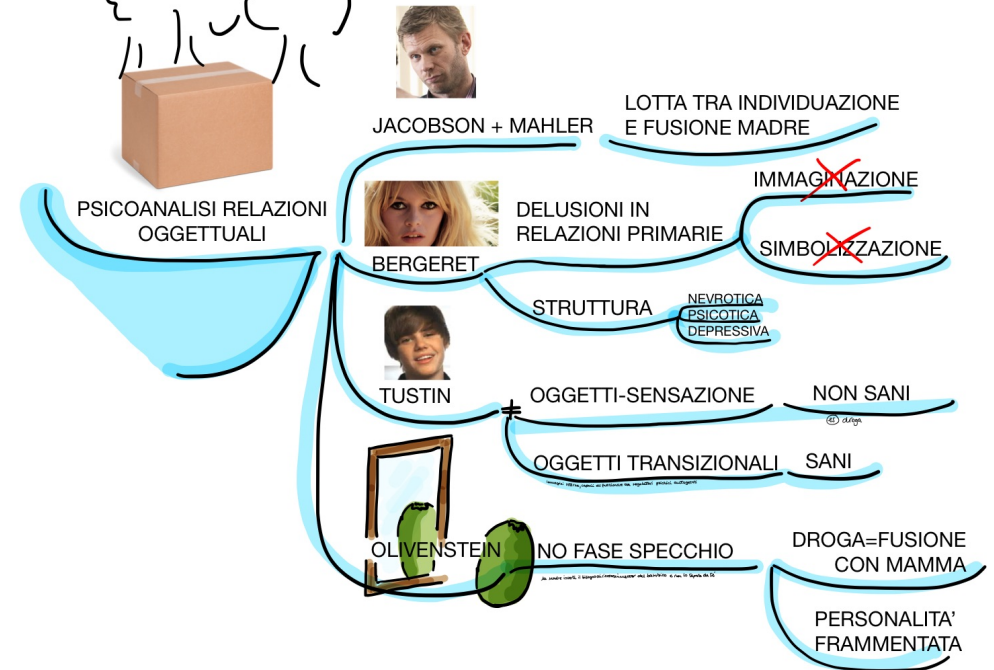 JACOBSON + MAHLER
LOTTA TRA INDIVIDUAZIONE
E FUSIONE MADRE
PSICOANALISI RELAZIONI
OGGETTUALI
BERGERET
DELUSIONI IN
RELAZIONI PRIMARIE
IMMAGINAZIONE
SIMBOLIZZAZIONE
STRUTTURA
NEVROTICA
PSICOTICA
DEPRESSIVA
TUSTIN
≠
OGGETTI-SENSAZIONE
NON SANI
droga
OGGETTI TRANSIZIONALI
SANI
OLIVENSTEIN
NO FASE SPECCHIO
DROGA=FUSIONE
CON MAMMA
PERSONALITA'
FRAMMENTATA